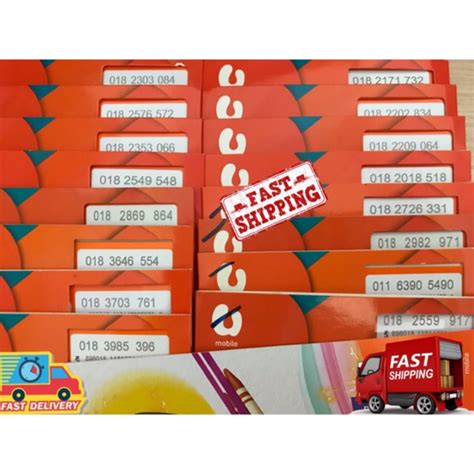 018 2303 084
018 2576 572
018 2353 066
018 2549 548
018 2869 864
018 3646 554
018 3703 761
018 3985 396
018 2171 732
018 2202 834
018 2209 064
018 2018 518
018 2726 331
018 2982 971
011 6390 5490
018 2559 917
FAST
SHIPPING
mobile
FAST DELIVERY
FAST
SHIPPING
mobile